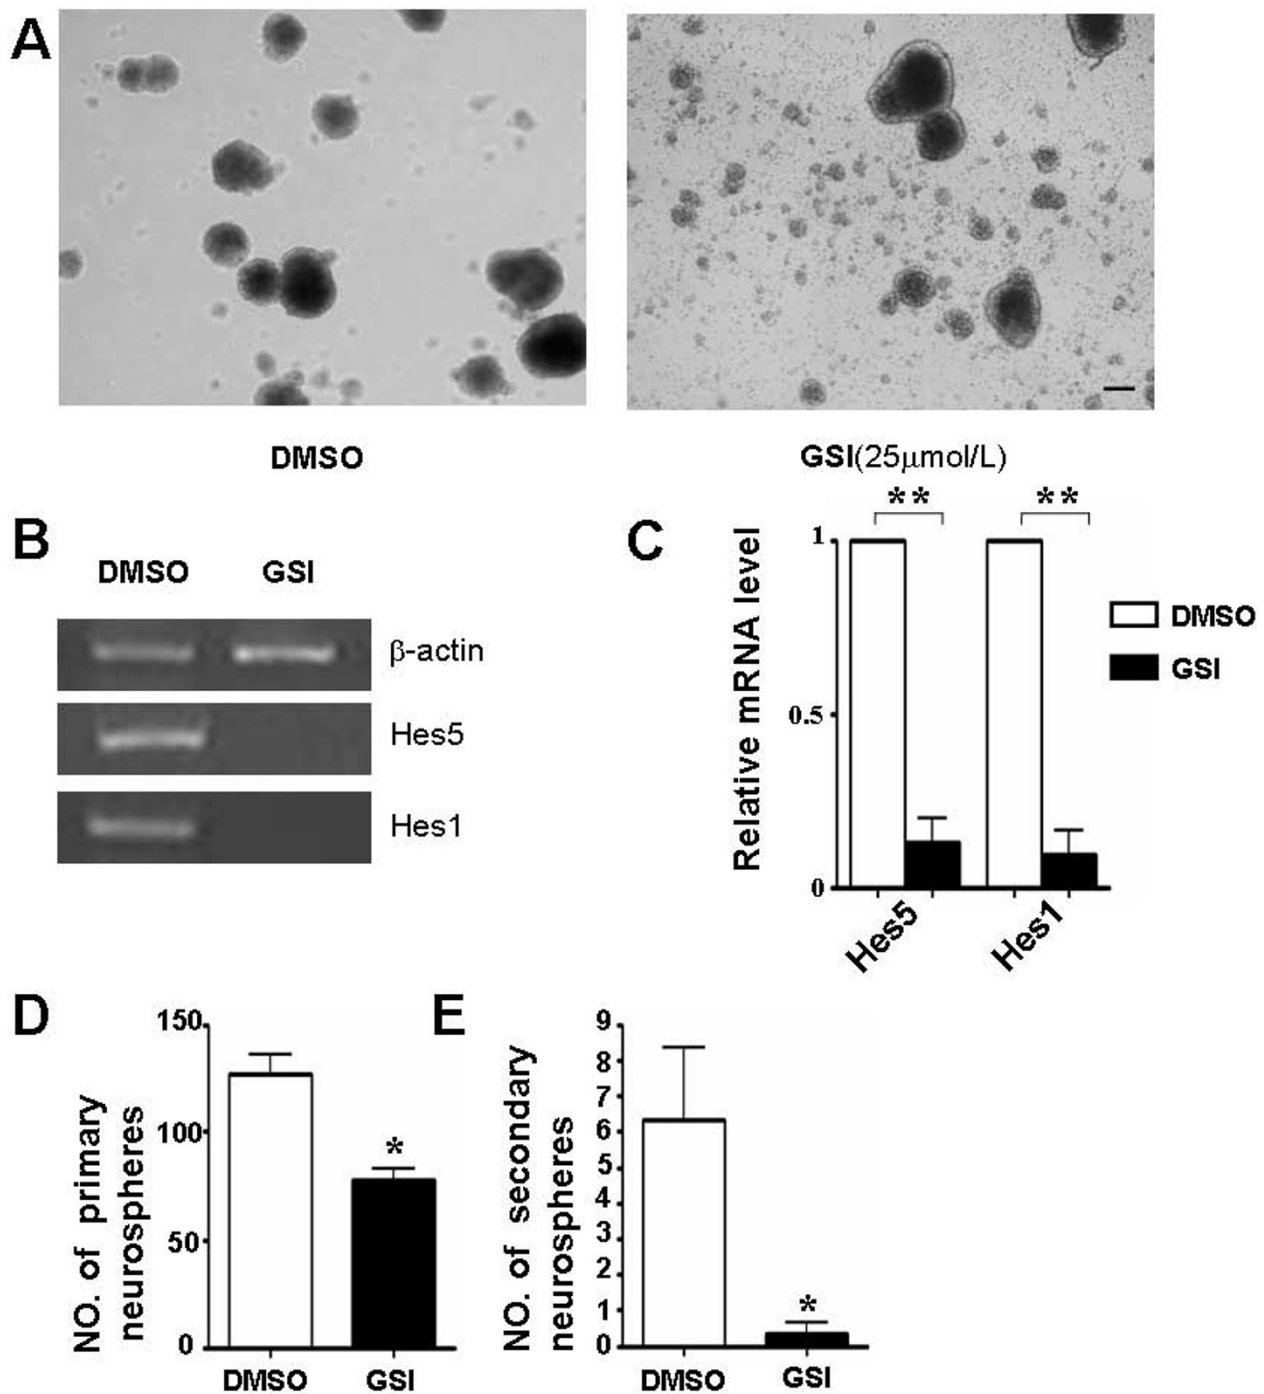 A
DMSO
GSI(25μmol/L)
B
DMSO GSI
β-actin
Hes5
Hes1
C
** **
Relative mRNA level
1
0.5
0
Hes5 Hes1
DMSO
GSI
D
NO. of primary
neurospheres
150
100
50
0
*
DMSO GSI
E
NO. of secondary
neurospheres
9
8
7
6
5
4
3
2
1
0
*
DMSO GSI